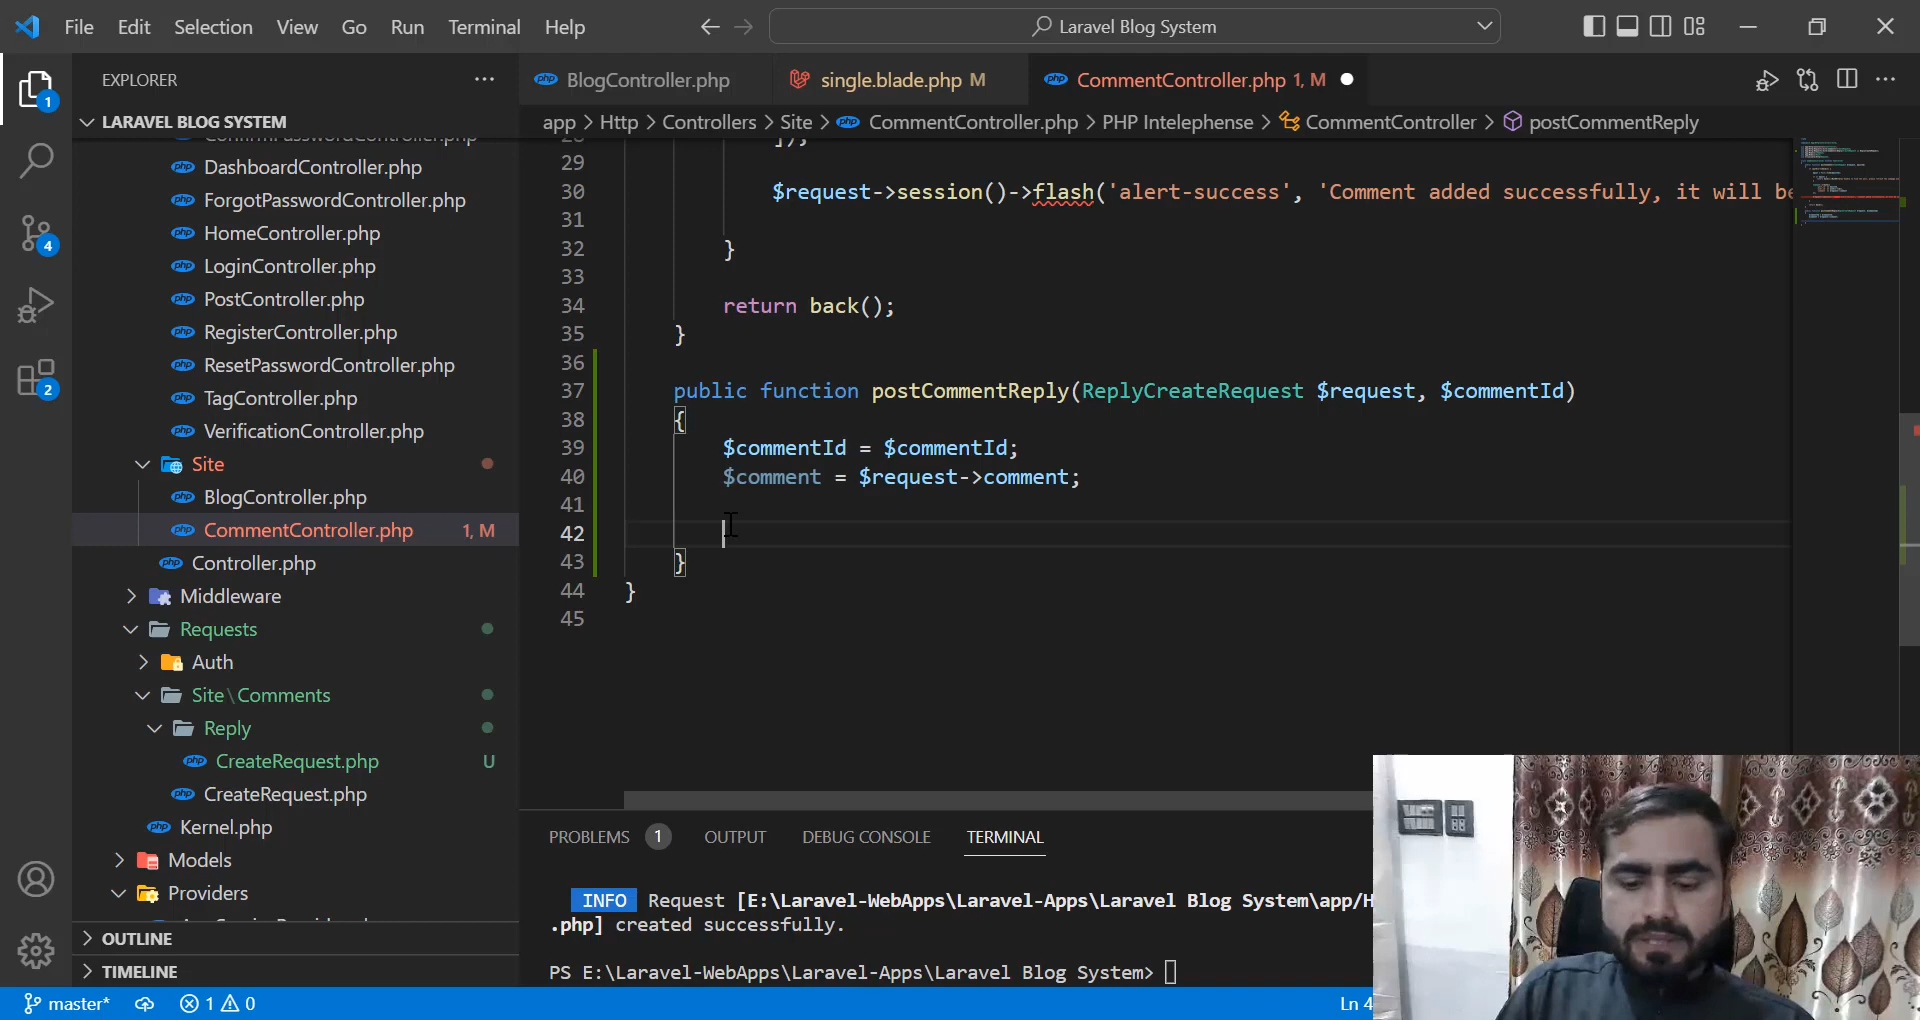 File Edit Selection View Go Run Terminal Help
Laravel Blog System
EXPLORER
BlogController.php
single.blade.php M
CommentController.php 1, M
LARAVEL BLOG SYSTEM
app > Http > Controllers > Site > CommentController.php > PHP Intelephense > CommentController > postCommentReply
DashboardController.php
ForgotPasswordController.php
HomeController.php
LoginController.php
PostController.php
RegisterController.php
ResetPasswordController.php
TagController.php
VerificationController.php
Site
BlogController.php
CommentController.php 1, M
Controller.php
Middleware
Requests
Auth
Site\Comments
Reply
CreateRequest.php U
CreateRequest.php
Kernel.php
Models
Providers
OUTLINE
TIMELINE
1
4
2
]);
29
30 $request->session()->flash('alert-success', 'Comment added successfully, it will be
31
32 }
33
34 return back();
35 }
36
37 public function postCommentReply(ReplyCreateRequest $request, $commentId)
38 {
39 $commentId = $commentId;
40 $comment = $request->comment;
41
42
43 }
44 }
45
PROBLEMS 1 OUTPUT DEBUG CONSOLE TERMINAL
INFO Request [E:\Laravel-WebApps\Laravel-Apps\Laravel Blog System\app/H
.php] created successfully.
PS E:\Laravel-WebApps\Laravel-Apps\Laravel Blog System>
master* 1 0
Ln 4